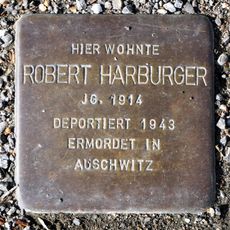 HIER WOHNTE
ROBERT HARBURGER
JG. 1914
DEPORTIERT 1943
ERMORDET IN
AUSCHWITZ